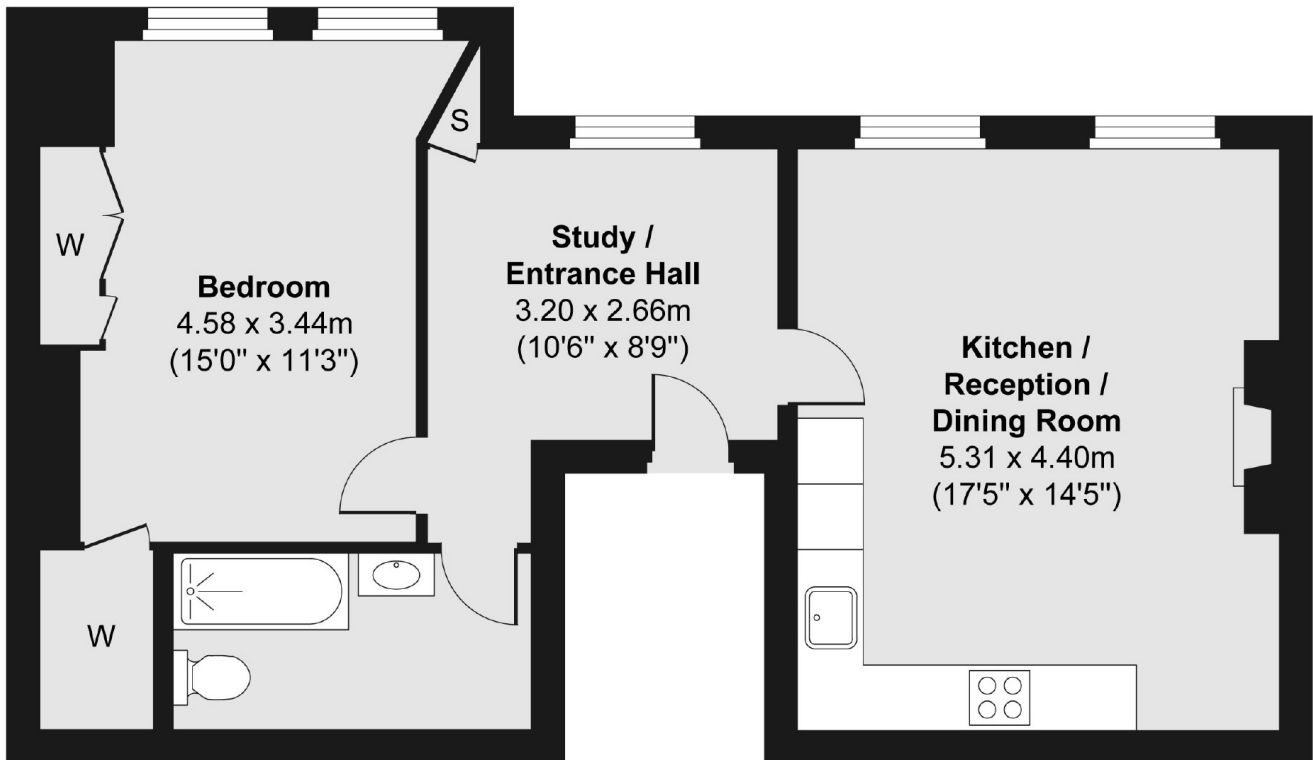 S
W
Bedroom
4.58 x 3.44m
(15'0" x 11'3")
Study /
Entrance Hall
3.20 x 2.66m
(10'6" x 8'9")
Kitchen /
Reception /
Dining Room
5.31 x 4.40m
(17'5" x 14'5")
W